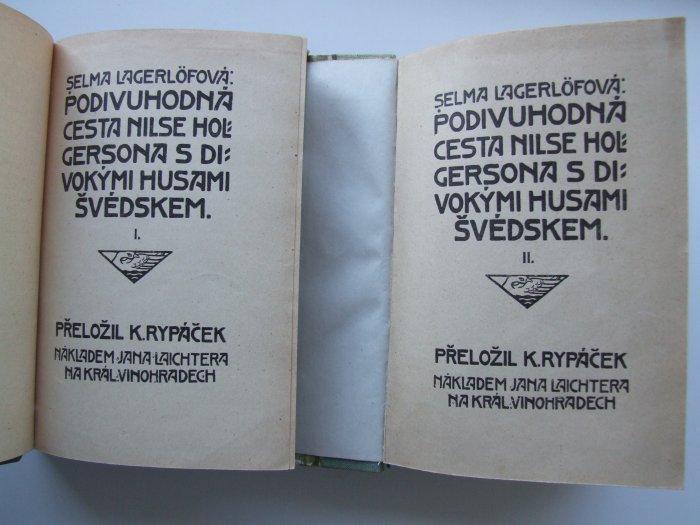 SELMA LAGERLÖFOVÁ:
PODIVUHODNÁ
CESTA NILSE HOL-
GERSONA S DI-
VOKÝMI HUSAMI
ŠVÉDSKEM.
I.
PŘELOŽIL K. RYPÁČEK
NÁKLADEM JANA LAICHTERA
NA KRÁL. VINOHRADECH
SELMA LAGERLÖFOVÁ:
PODIVUHODNÁ
CESTA NILSE HOL-
GERSONA S DI-
VOKÝMI HUSAMI
ŠVÉDSKEM.
II.
PŘELOŽIL K. RYPÁČEK
NÁKLADEM JANA LAICHTERA
NA KRÁL. VINOHRADECH